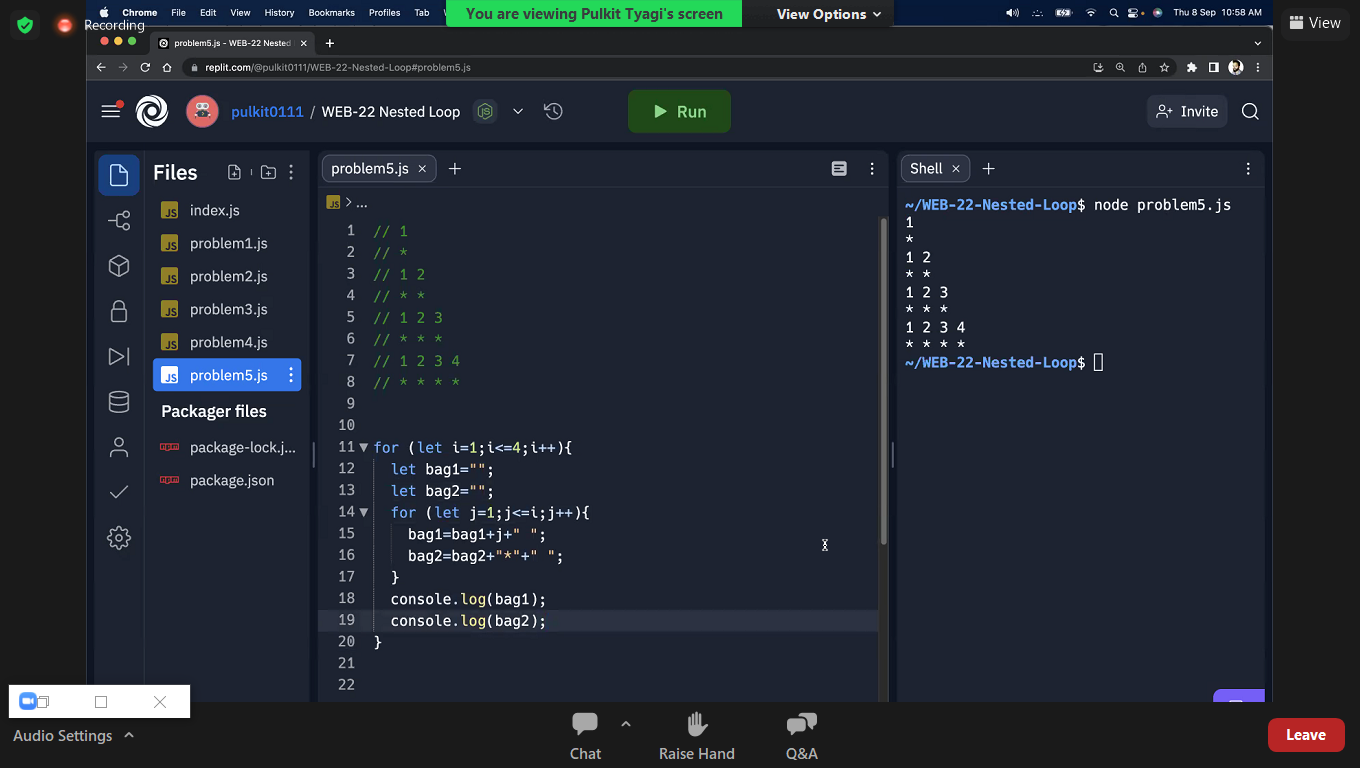 Chrome File Edit View History Bookmarks Profiles Tab
You are viewing Pulkit Tyagi's screen
View Options
Thu 8 Sep 10:58 AM
View
Recording
problem5.js - WEB-22 Nested
replit.com/@pulkit0111/WEB-22-Nested-Loop#problem5.js
pulkit0111 / WEB-22 Nested Loop
Run
Invite
Files
index.js
problem1.js
problem2.js
problem3.js
problem4.js
problem5.js
Packager files
package-lock.j...
package.json
problem5.js × +
JS > ...
1 // 1
2 // *
3 // 1 2
4 // * *
5 // 1 2 3
6 // * * *
7 // 1 2 3 4
8 // * * * *
9
10
11 for (let i=1;i<=4;i++){
12 let bag1="";
13 let bag2="";
14 for (let j=1;j<=i;j++){
15 bag1=bag1+j+" ";
16 bag2=bag2+"*"+" ";
17 }
18 console.log(bag1);
19 console.log(bag2);
20 }
21
22
Shell × +
~/WEB-22-Nested-Loop$ node problem5.js
1
*
1 2
* *
1 2 3
* * *
1 2 3 4
* * * *
~/WEB-22-Nested-Loop$
Audio Settings
Chat
Raise Hand
Q&A
Leave